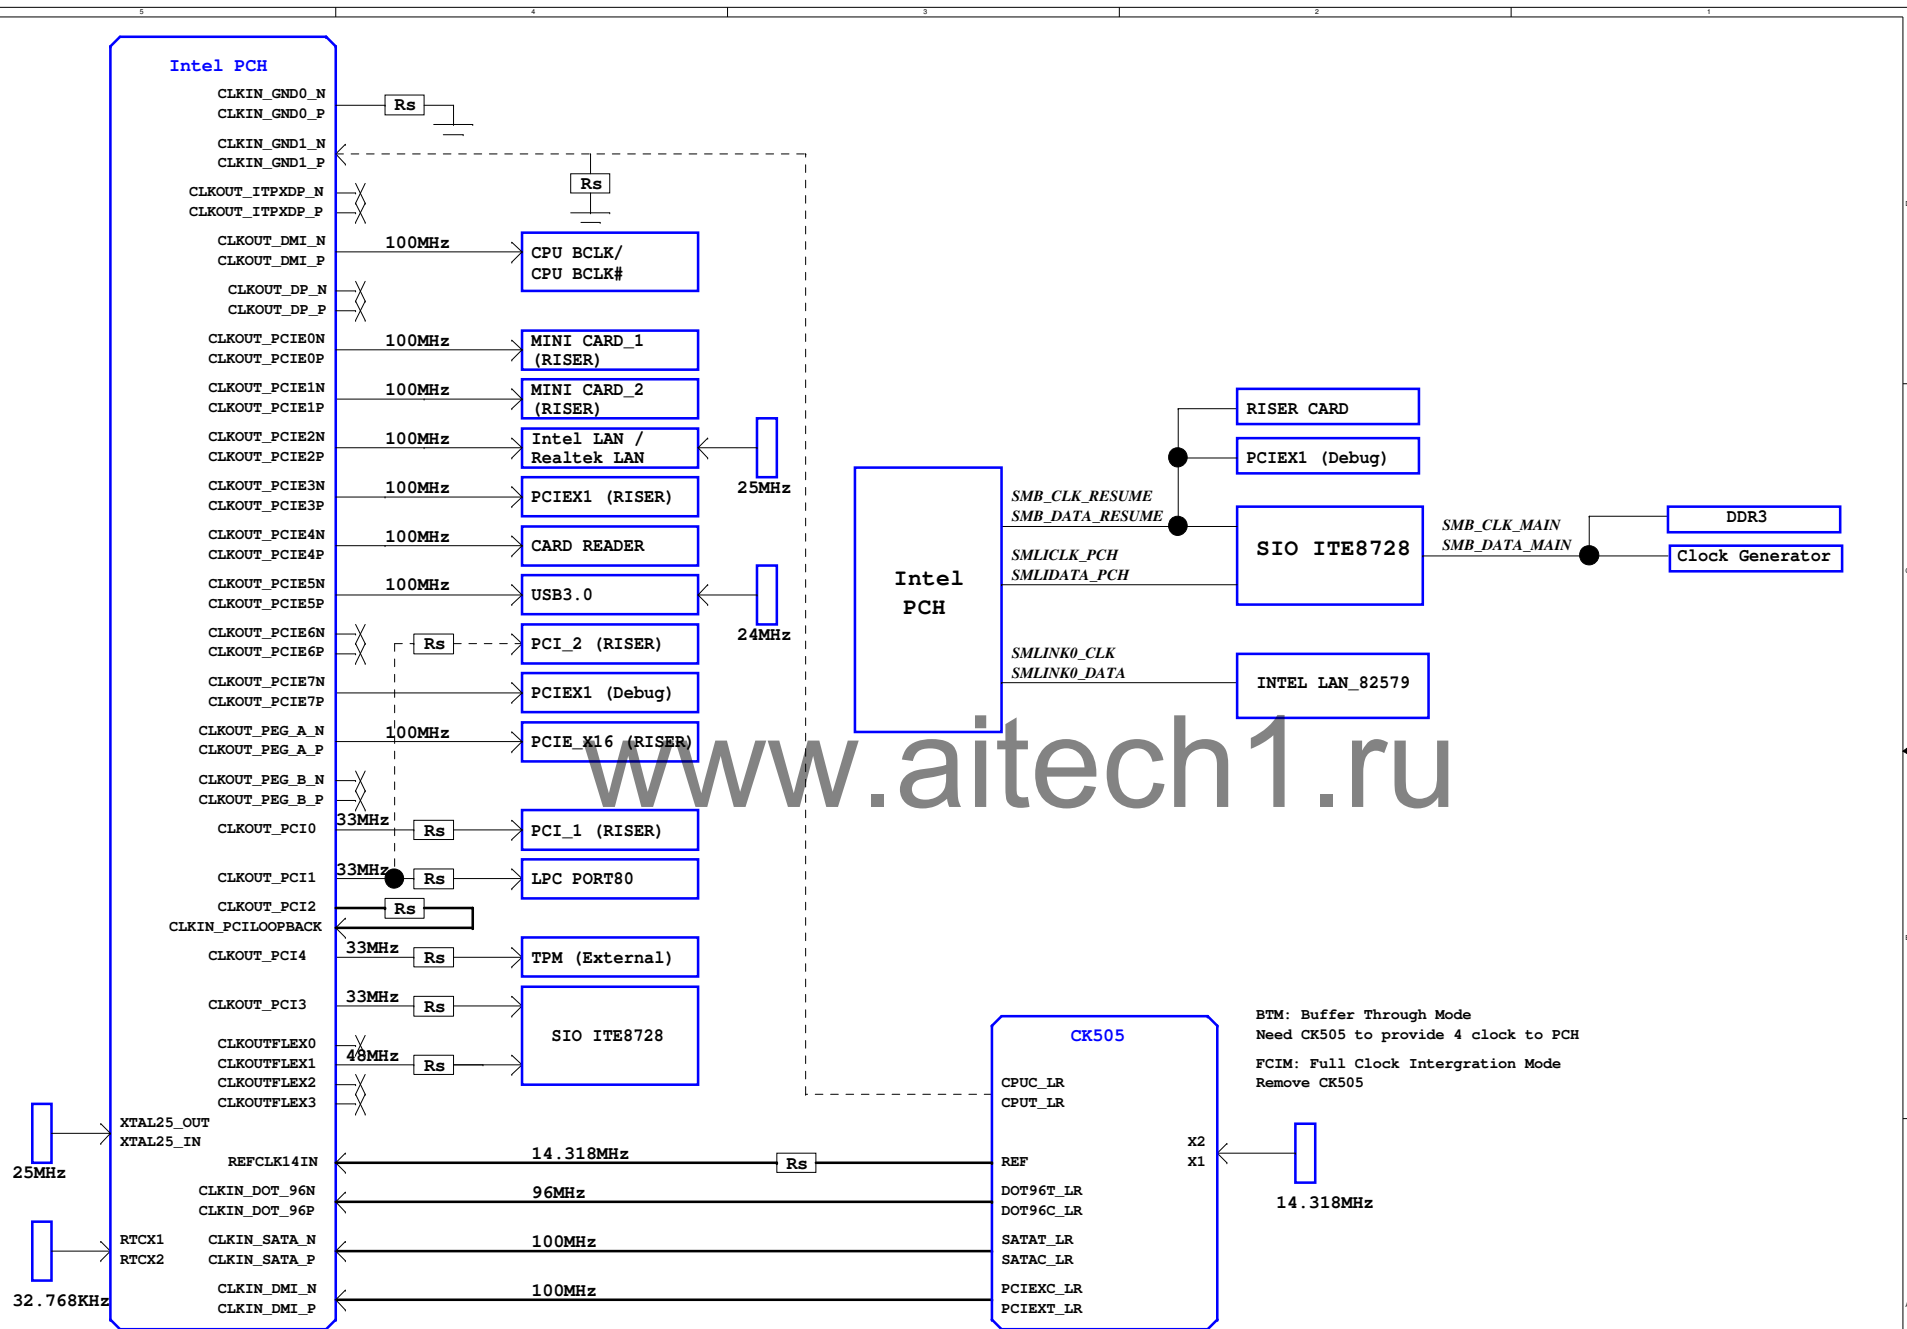 5 4 3 2 1
Intel PCH
CLKIN_GND0_N
CLKIN_GND0_P
Rs
CLKIN_GND1_N
CLKIN_GND1_P
Rs
CLKOUT_ITPXDP_N
CLKOUT_ITPXDP_P
CLKOUT_DMI_N
CLKOUT_DMI_P
100MHz
CPU BCLK/
CPU BCLK#
CLKOUT_DP_N
CLKOUT_DP_P
CLKOUT_PCIE0N
CLKOUT_PCIE0P
100MHz
MINI CARD_1
(RISER)
CLKOUT_PCIE1N
CLKOUT_PCIE1P
100MHz
MINI CARD_2
(RISER)
CLKOUT_PCIE2N
CLKOUT_PCIE2P
100MHz
Intel LAN /
Realtek LAN
25MHz
CLKOUT_PCIE3N
CLKOUT_PCIE3P
100MHz
PCIEX1 (RISER)
CLKOUT_PCIE4N
CLKOUT_PCIE4P
100MHz
CARD READER
CLKOUT_PCIE5N
CLKOUT_PCIE5P
100MHz
USB3.0
24MHz
CLKOUT_PCIE6N
CLKOUT_PCIE6P
Rs
PCI_2 (RISER)
CLKOUT_PCIE7N
CLKOUT_PCIE7P
PCIEX1 (Debug)
CLKOUT_PEG_A_N
CLKOUT_PEG_A_P
100MHz
PCIE_X16 (RISER)
CLKOUT_PEG_B_N
CLKOUT_PEG_B_P
CLKOUT_PCI0
33MHz
Rs
PCI_1 (RISER)
CLKOUT_PCI1
33MHz
Rs
LPC PORT80
CLKOUT_PCI2
Rs
CLKIN_PCILOOPBACK
CLKOUT_PCI4
33MHz
Rs
TPM (External)
CLKOUT_PCI3
33MHz
Rs
SIO ITE8728
CLKOUTFLEX0
CLKOUTFLEX1
48MHz
Rs
CLKOUTFLEX2
CLKOUTFLEX3
XTAL25_OUT
XTAL25_IN
25MHz
REFCLK14IN
14.318MHz
Rs
CLKIN_DOT_96N
CLKIN_DOT_96P
96MHz
RTCX1
RTCX2
32.768KHz
CLKIN_SATA_N
CLKIN_SATA_P
100MHz
CLKIN_DMI_N
CLKIN_DMI_P
100MHz
RISER CARD
PCIEX1 (Debug)
Intel
PCH
SMB_CLK_RESUME
SMB_DATA_RESUME
SMLICLK_PCH
SMLIDATA_PCH
SIO ITE8728
SMB_CLK_MAIN
SMB_DATA_MAIN
DDR3
Clock Generator
SMLINK0_CLK
SMLINK0_DATA
INTEL LAN_82579
www.aitech1.ru
CK505
CPUC_LR
CPUT_LR
REF
DOT96T_LR
DOT96C_LR
SATAT_LR
SATAC_LR
PCIEXC_LR
PCIEXT_LR
X2
X1
14.318MHz
BTM: Buffer Through Mode
Need CK505 to provide 4 clock to PCH
FCIM: Full Clock Intergration Mode
Remove CK505